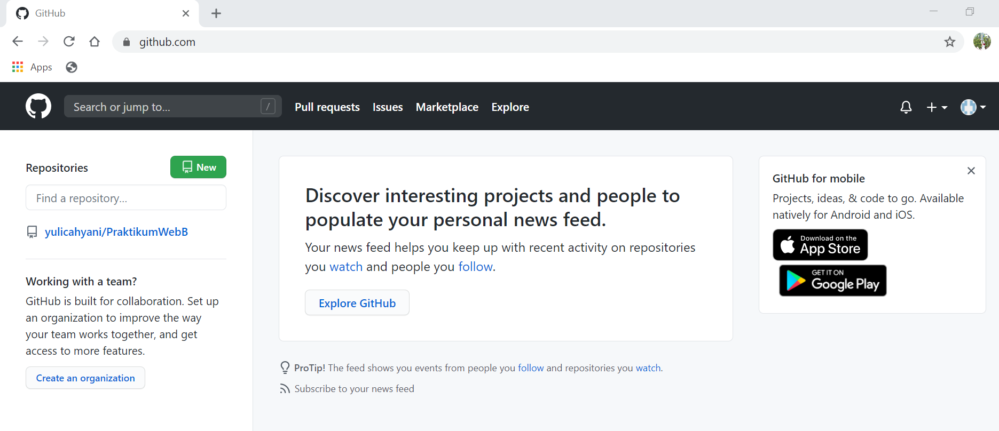 GitHub
github.com
Apps
Search or jump to... /
Pull requests Issues Marketplace Explore
Repositories
New
Find a repository...
yulicahyani/PraktikumWebB
Working with a team?
GitHub is built for collaboration. Set up
an organization to improve the way
your team works together, and get
access to more features.
Create an organization
Discover interesting projects and people to
populate your personal news feed.
Your news feed helps you keep up with recent activity on repositories
you watch and people you follow.
Explore GitHub
ProTip! The feed shows you events from people you follow and repositories you watch.
Subscribe to your news feed
GitHub for mobile
Projects, ideas, & code to go. Available
natively for Android and iOS.
Download on the
App Store
GET IT ON
Google Play